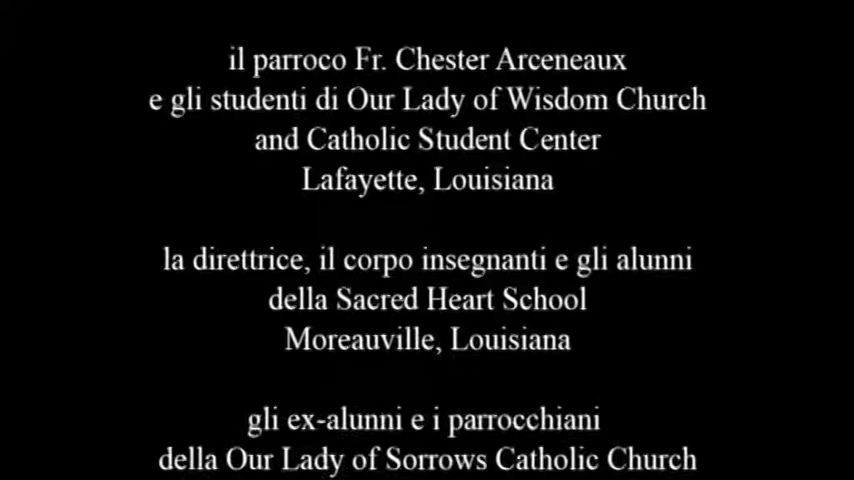 il parroco Fr. Chester Arceneaux
e gli studenti di Our Lady of Wisdom Church
and Catholic Student Center
Lafayette, Louisiana
la direttrice, il corpo insegnanti e gli alunni
della Sacred Heart School
Moreauville, Louisiana
gli ex-alunni e i parrocchiani
della Our Lady of Sorrows Catholic Church